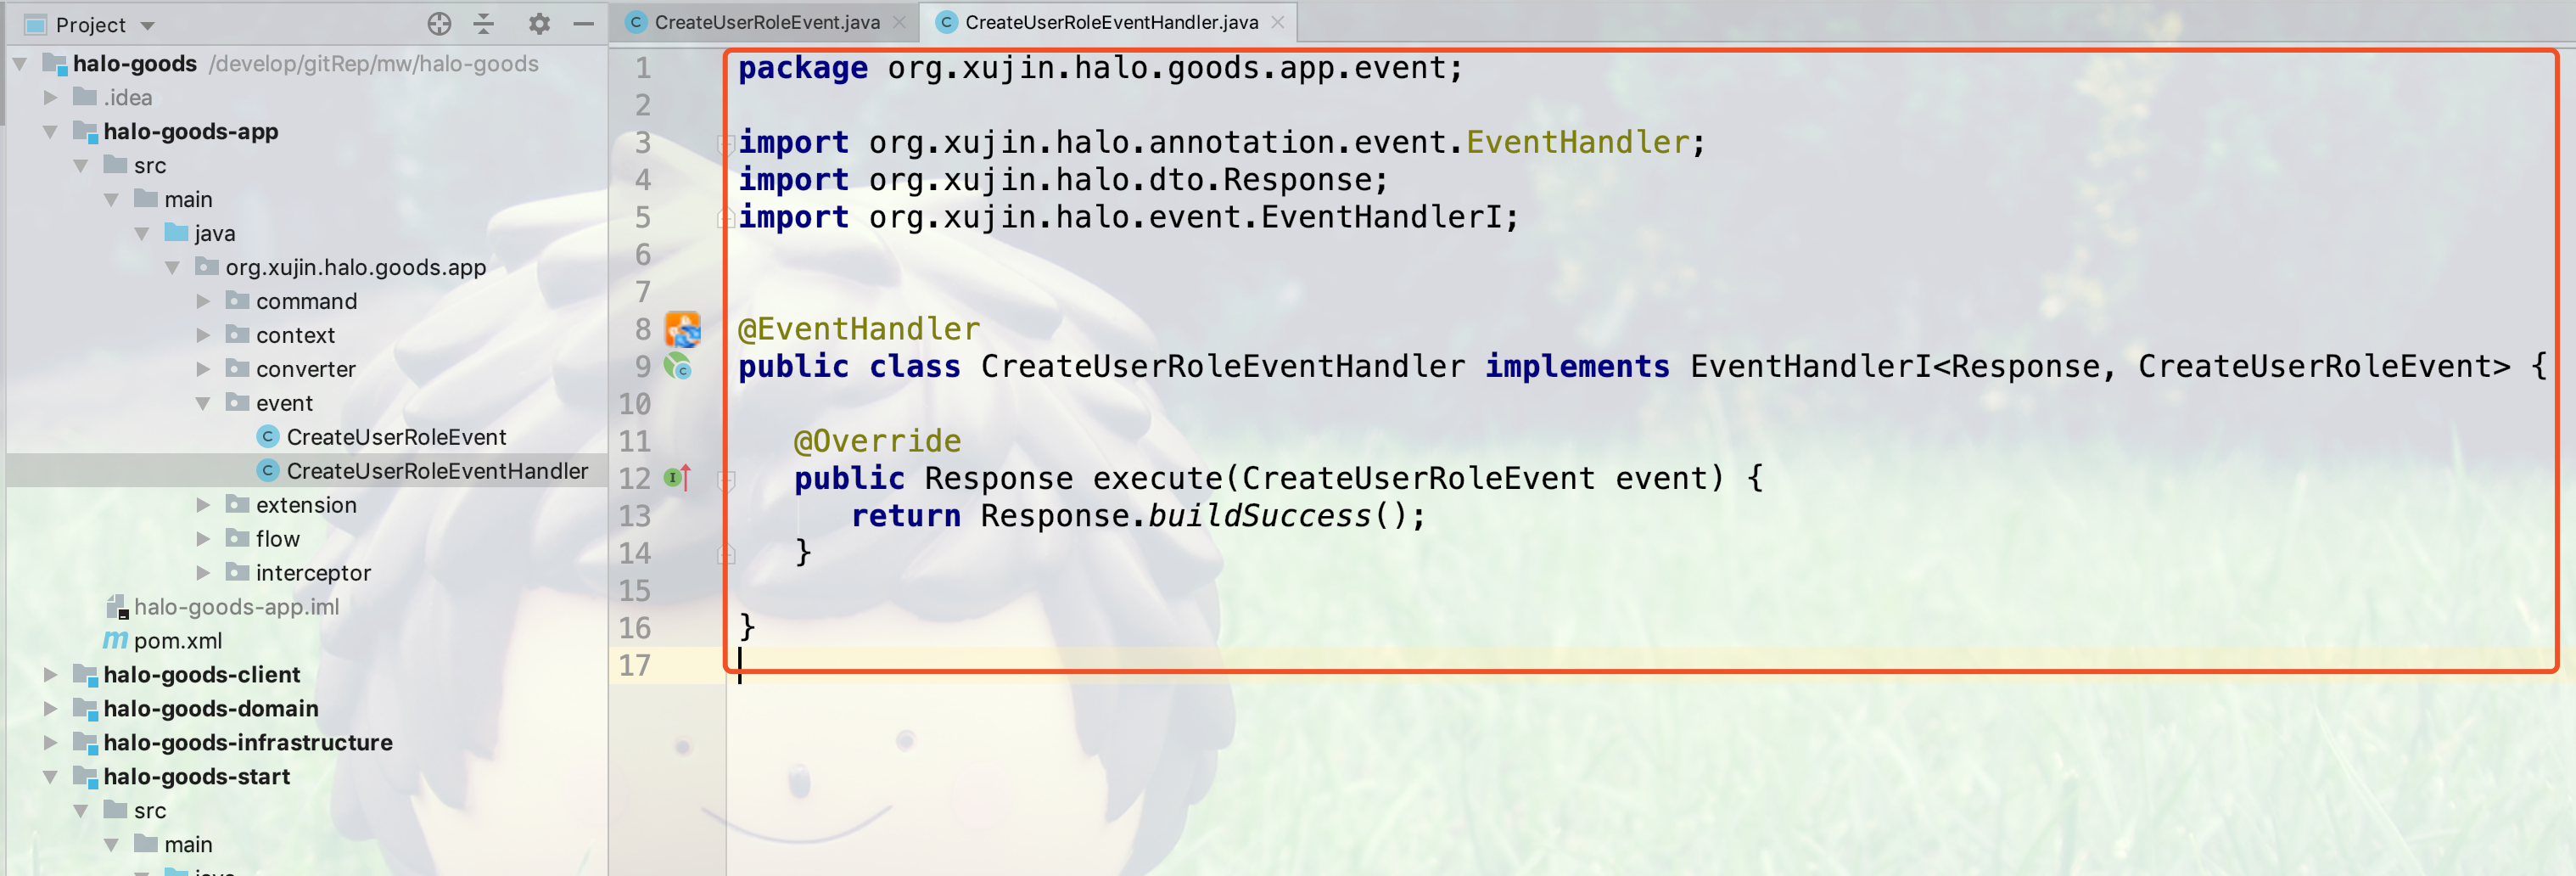 Project
halo-goods /develop/gitRep/mw/halo-goods
.idea
halo-goods-app
src
main
java
org.xujin.halo.goods.app
command
context
converter
event
CreateUserRoleEvent
CreateUserRoleEventHandler
extension
flow
interceptor
halo-goods-app.iml
pom.xml
halo-goods-client
halo-goods-domain
halo-goods-infrastructure
halo-goods-start
src
main
java
CreateUserRoleEvent.java CreateUserRoleEventHandler.java
1 package org.xujin.halo.goods.app.event;
2
3 import org.xujin.halo.annotation.event.EventHandler;
4 import org.xujin.halo.dto.Response;
5 import org.xujin.halo.event.EventHandlerI;
6
7
8 @EventHandler
9 public class CreateUserRoleEventHandler implements EventHandlerI<Response, CreateUserRoleEvent> {
10
11 @Override
12 public Response execute(CreateUserRoleEvent event) {
13 return Response.buildSuccess();
14 }
15
16 }
17